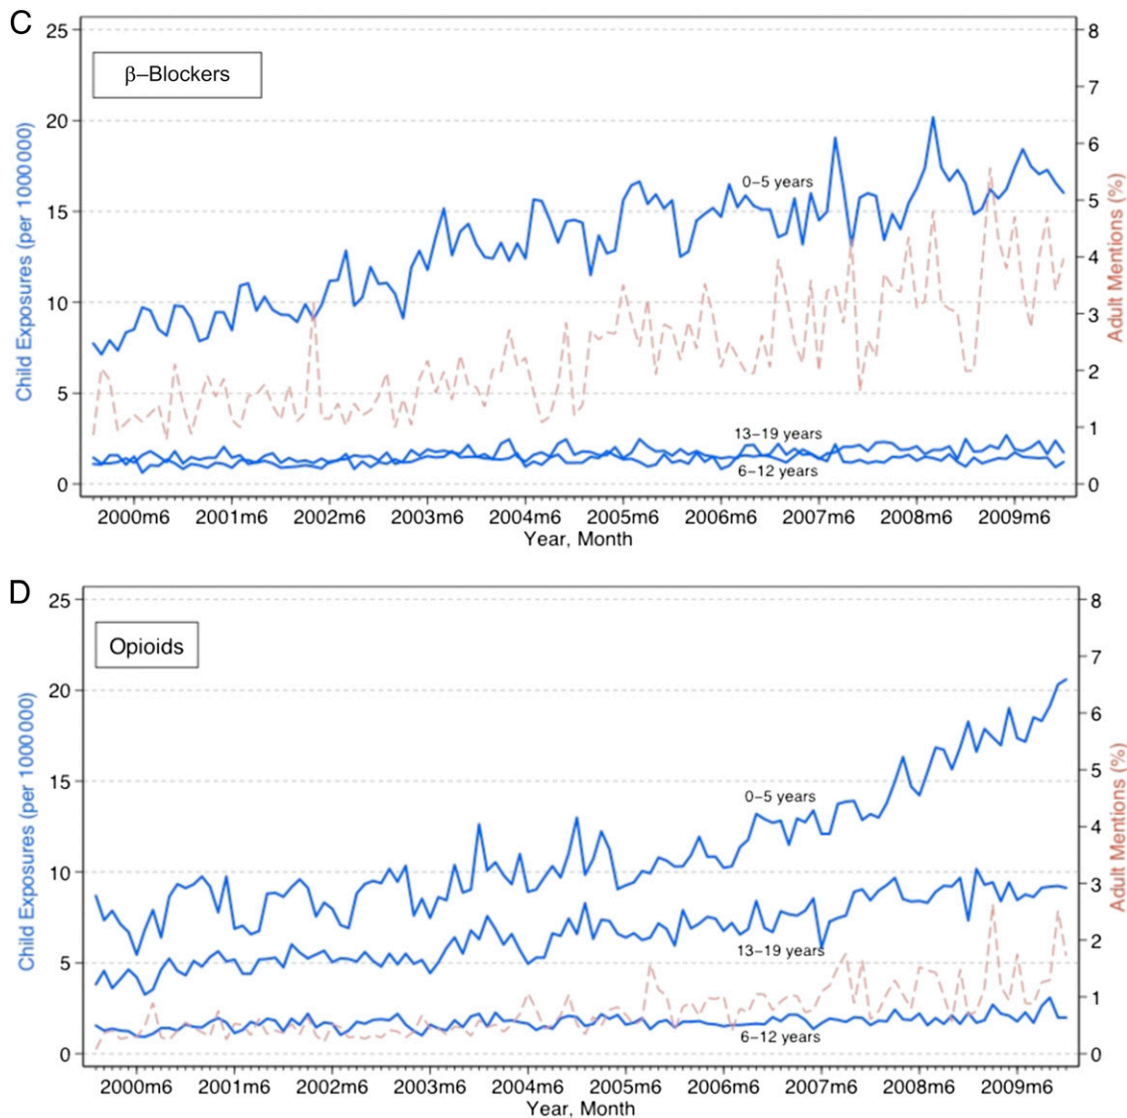 C
β–Blockers
Child Exposures (per 1000000)
25
20
15
10
5
0
8
7
6
5
4
3
2
1
0
Adult Mentions (%)
0–5 years
13–19 years
6–12 years
2000m6 2001m6 2002m6 2003m6 2004m6 2005m6 2006m6 2007m6 2008m6 2009m6
Year, Month
D
Opioids
Child Exposures (per 1000000)
25
20
15
10
5
0
8
7
6
5
4
3
2
1
0
Adult Mentions (%)
0–5 years
13–19 years
6–12 years
2000m6 2001m6 2002m6 2003m6 2004m6 2005m6 2006m6 2007m6 2008m6 2009m6
Year, Month